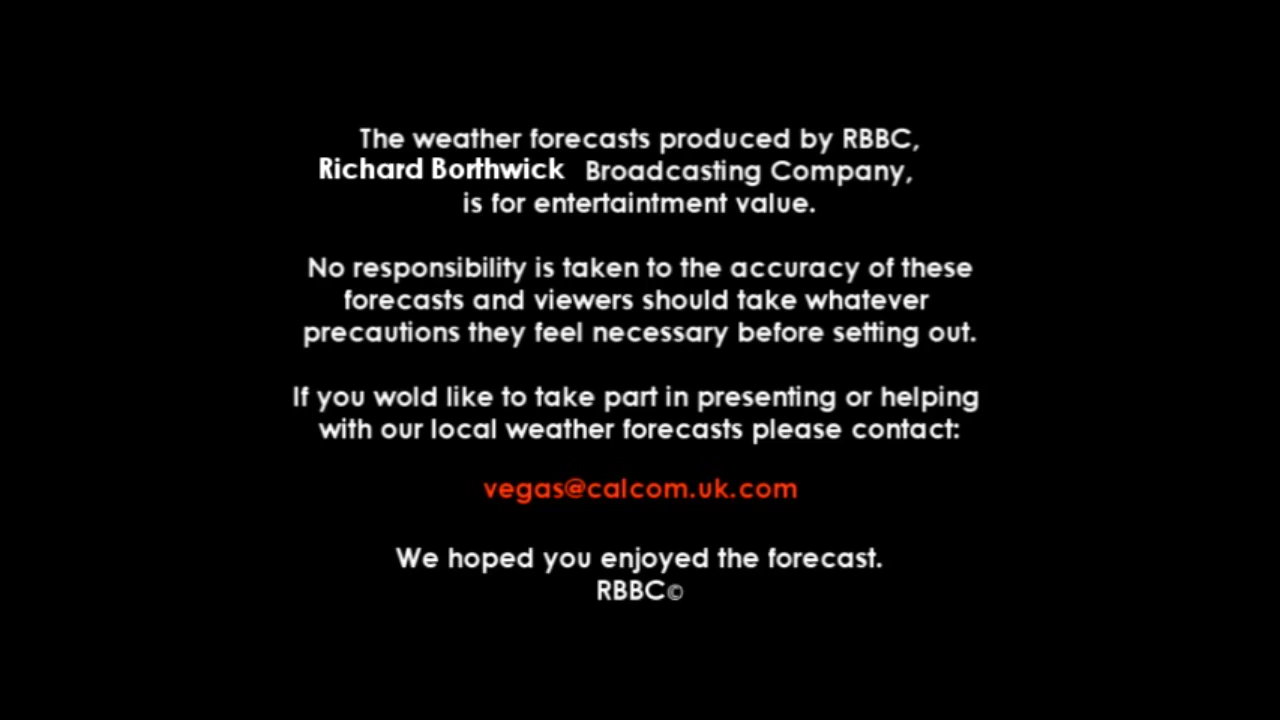 The weather forecasts produced by RBBC,
Richard Borthwick Broadcasting Company,
is for entertaintment value.
No responsibility is taken to the accuracy of these
forecasts and viewers should take whatever
precautions they feel necessary before setting out.
If you wold like to take part in presenting or helping
with our local weather forecasts please contact:
vegas@calcom.uk.com
We hoped you enjoyed the forecast.
RBBC©